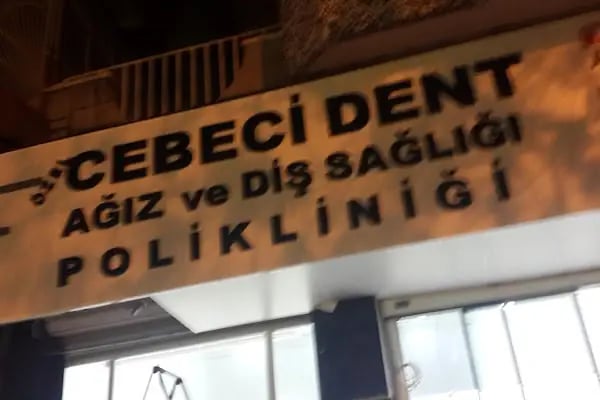 CEBECİ DENT
AĞIZ ve DİŞ SAĞLIĞI
POLİKLİNİĞİ